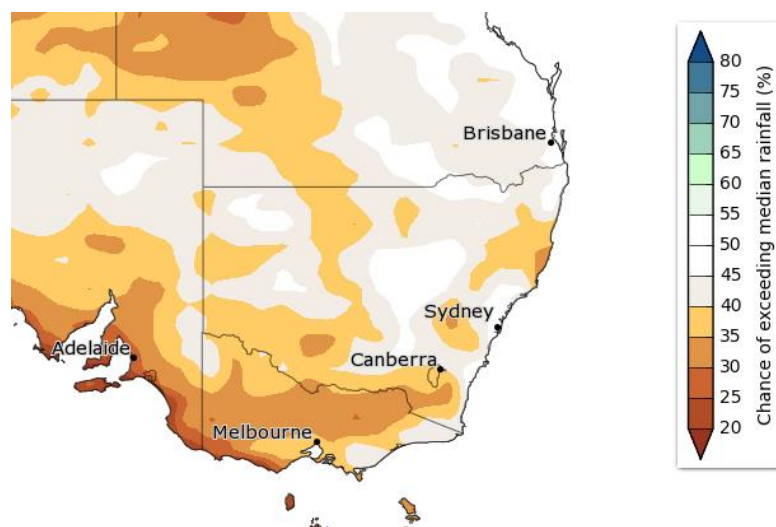 Brisbane
Sydney
Adelaide
Canberra
Melbourne
80
75
70
65
60
55
50
45
40
35
30
25
20
Chance of exceeding median rainfall (%)